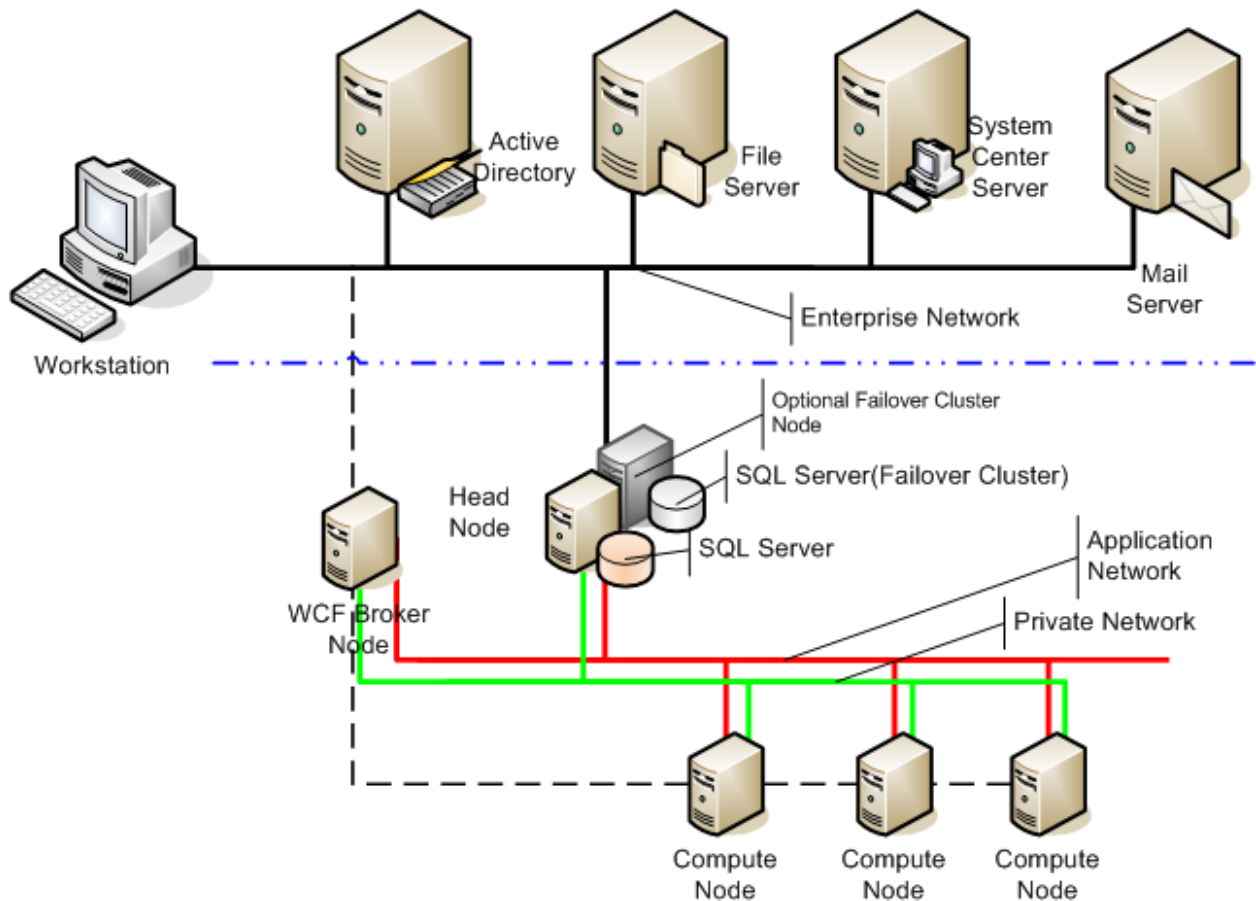 Active
Directory
File
Server
System
Center
Server
Mail
Server
Workstation
Enterprise Network
Optional Failover Cluster
Node
SQL Server(Failover Cluster)
Head
Node
SQL Server
Application
Network
WCF Broker
Node
Private Network
Compute
Node
Compute
Node
Compute
Node